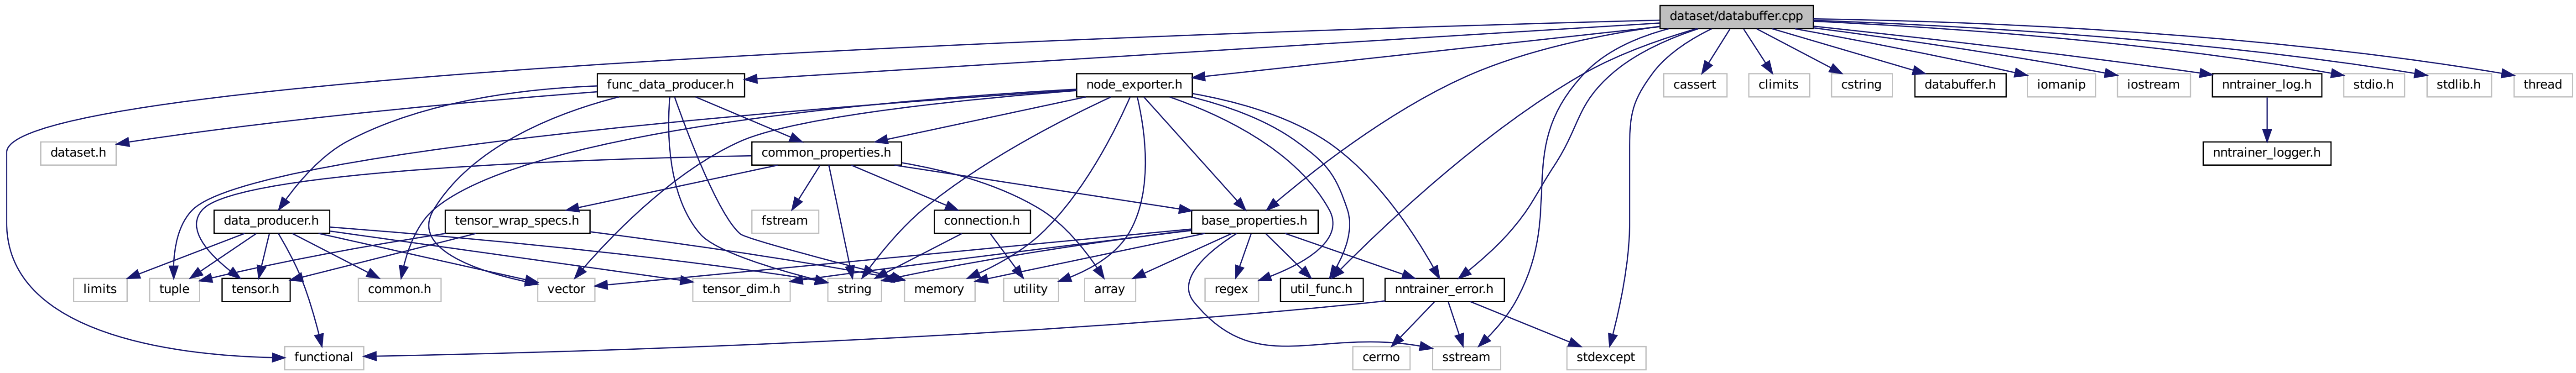 dataset/databuffer.cpp
func_data_producer.h
node_exporter.h
cassert
climits
cstring
databuffer.h
iomanip
iostream
nntrainer_log.h
stdio.h
stdlib.h
thread
dataset.h
common_properties.h
nntrainer_logger.h
data_producer.h
tensor_wrap_specs.h
fstream
connection.h
base_properties.h
limits
tuple
tensor.h
common.h
vector
tensor_dim.h
string
memory
utility
array
regex
util_func.h
nntrainer_error.h
functional
cerrno
sstream
stdexcept